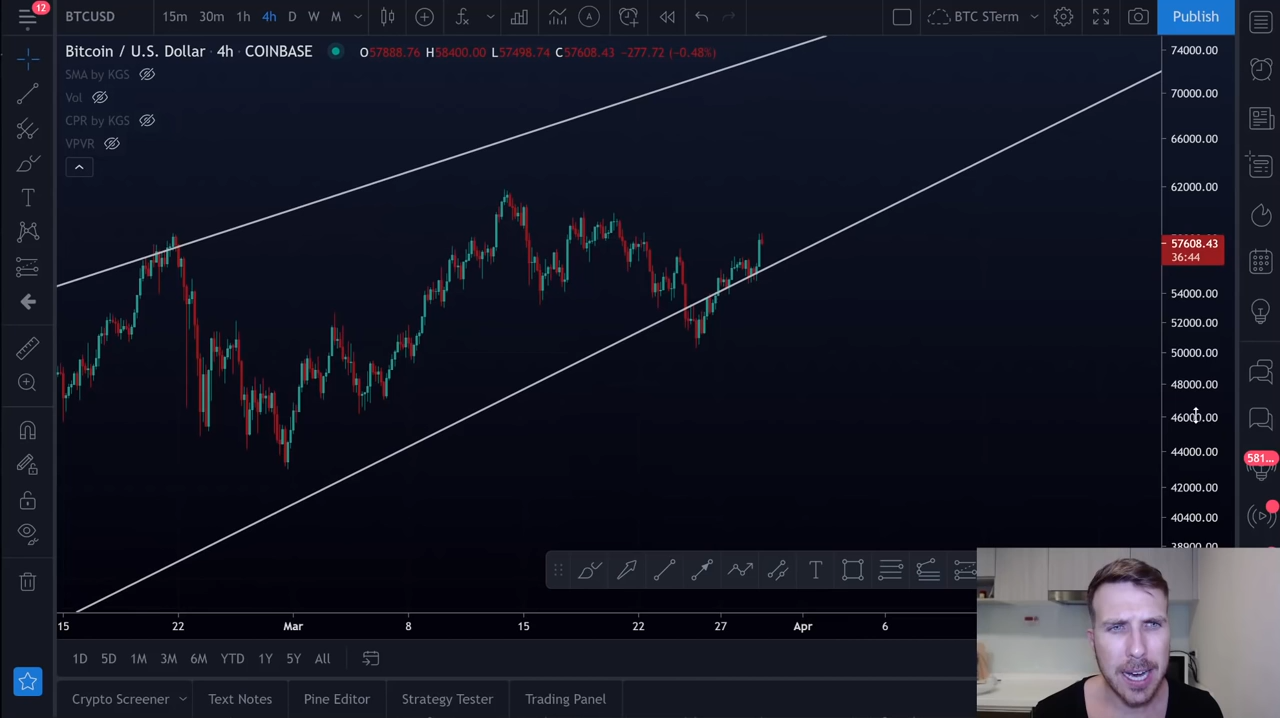 12
BTCUSD 15m 30m 1h 4h D W M BTC STerm Publish
Bitcoin / U.S. Dollar · 4h · COINBASE O57888.76 H58400.00 L57498.74 C57608.43 −277.72 (−0.48%)
SMA by KGS
Vol
CPR by KGS
VPVR
74000.00
70000.00
66000.00
62000.00
57608.43
36:44
54000.00
52000.00
50000.00
48000.00
46000.00
44000.00
581...
42000.00
40400.00
38900.00
15 22 Mar 8 15 22 27 Apr 6
1D 5D 1M 3M 6M YTD 1Y 5Y All
Crypto Screener Text Notes Pine Editor Strategy Tester Trading Panel